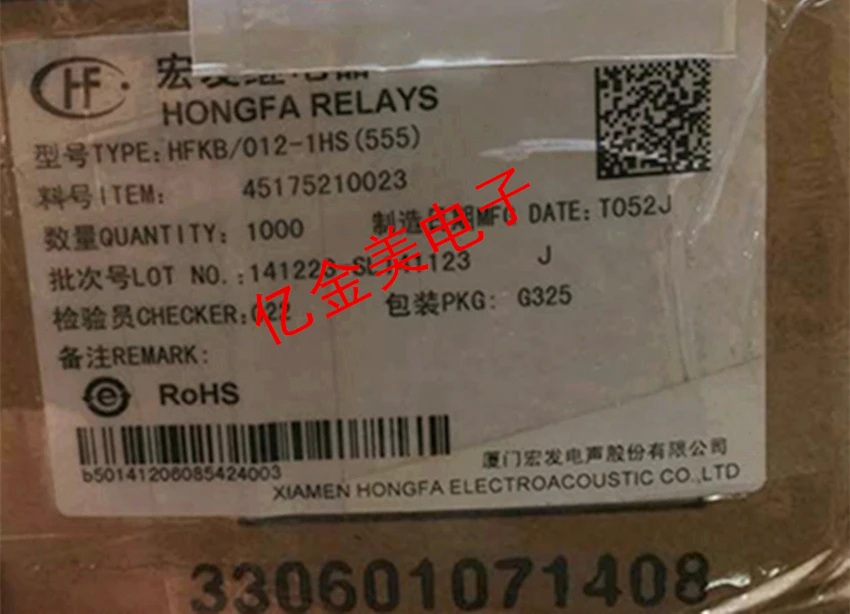 HF 宏发继电器
HONGFA RELAYS
型号TYPE: HFKB/012-1HS(555)
料号ITEM: 45175210023
数量QUANTITY: 1000 制造日期MFG DATE: T052J
批次号LOT NO.: J
检验员CHECKER: 包装PKG: G325
备注REMARK:
e RoHS
b50141206085424003
厦门宏发电声股份有限公司
XIAMEN HONGFA ELECTROACOUSTIC CO.,LTD
330601071408
亿金美电子